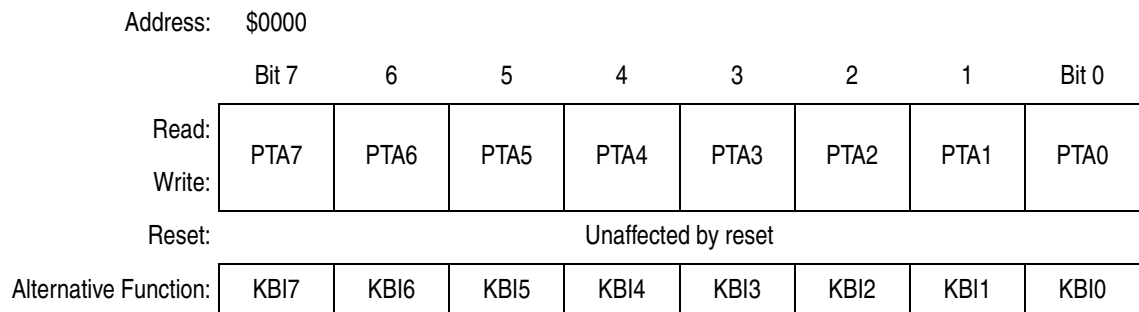 Address: $0000
Bit 7 6 5 4 3 2 1 Bit 0
Read:
PTA7 PTA6 PTA5 PTA4 PTA3 PTA2 PTA1 PTA0
Write:
Reset: Unaffected by reset
Alternative Function: KBI7 KBI6 KBI5 KBI4 KBI3 KBI2 KBI1 KBI0